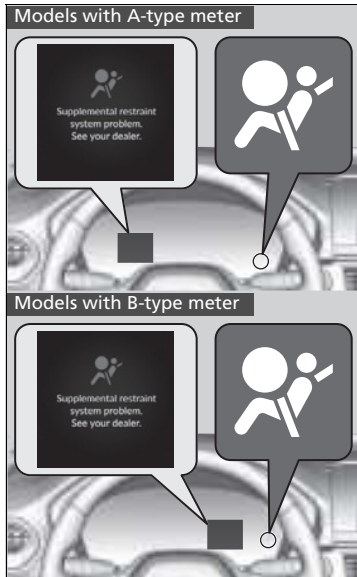 Models with A-type meter
Supplemental restraint
system problem.
See your dealer.
Models with B-type meter
Supplemental restraint
system problem.
See your dealer.